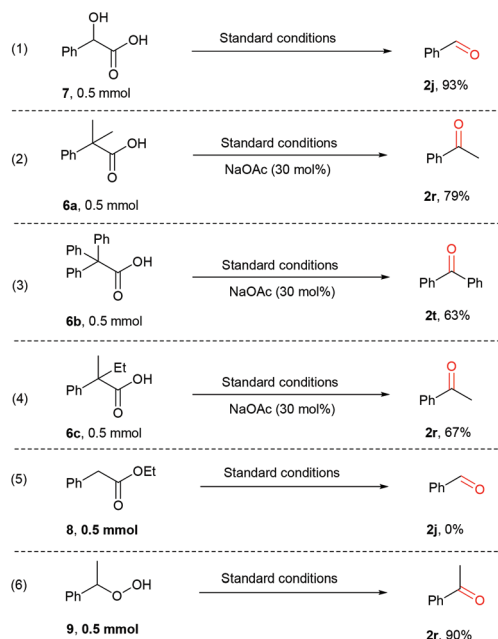 (1)
OH
Ph
OH
O
7, 0.5 mmol
Standard conditions
Ph
O
2j, 93%
(2)
Ph
OH
O
6a, 0.5 mmol
Standard conditions
NaOAc (30 mol%)
O
Ph
2r, 79%
(3)
Ph
Ph
Ph
OH
O
6b, 0.5 mmol
Standard conditions
NaOAc (30 mol%)
O
Ph
Ph
2t, 63%
(4)
Et
Ph
OH
O
6c, 0.5 mmol
Standard conditions
NaOAc (30 mol%)
O
Ph
2r, 67%
(5)
Ph
OEt
O
8, 0.5 mmol
Standard conditions
Ph
O
2j, 0%
(6)
Ph
O
OH
9, 0.5 mmol
Standard conditions
Ph
O
2r, 90%